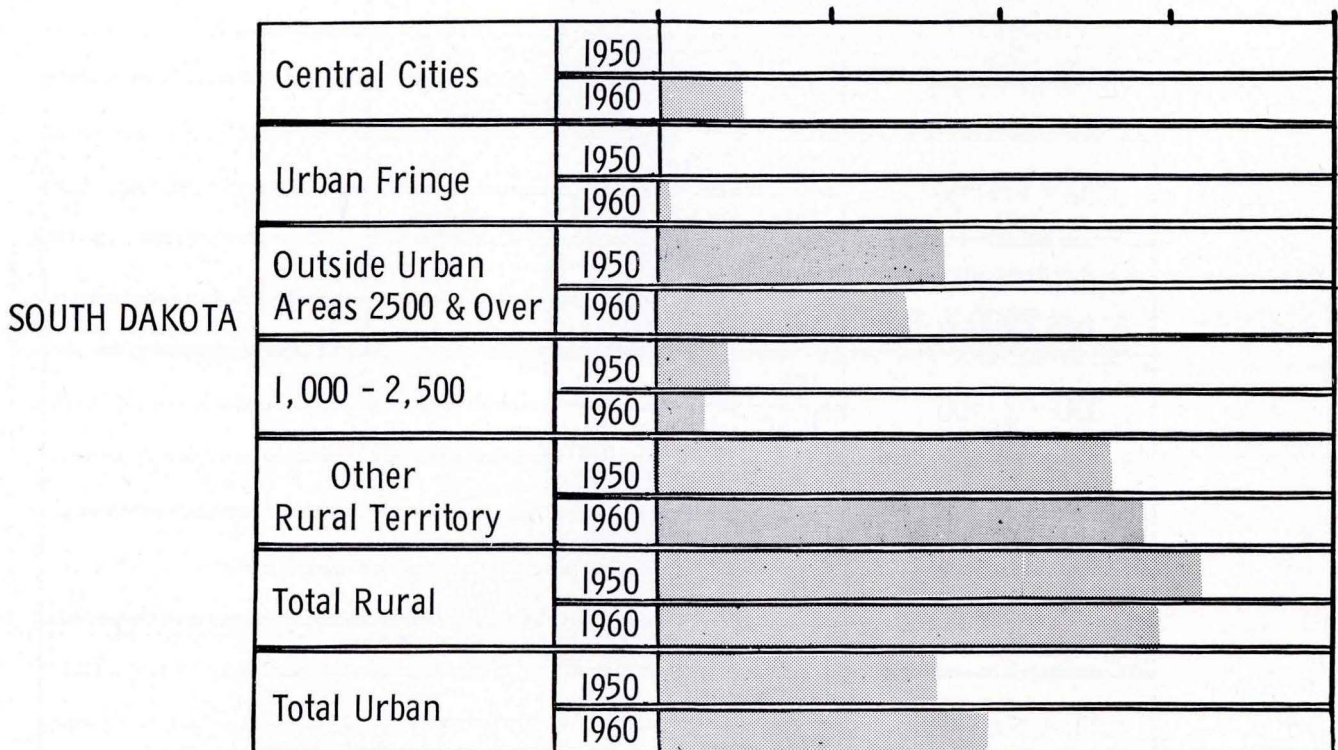 SOUTH DAKOTA
Central Cities
1950
1960
Urban Fringe
1950
1960
Outside Urban
Areas 2500 & Over
1950
1960
1,000 - 2,500
1950
1960
Other
Rural Territory
1950
1960
Total Rural
1950
1960
Total Urban
1950
1960